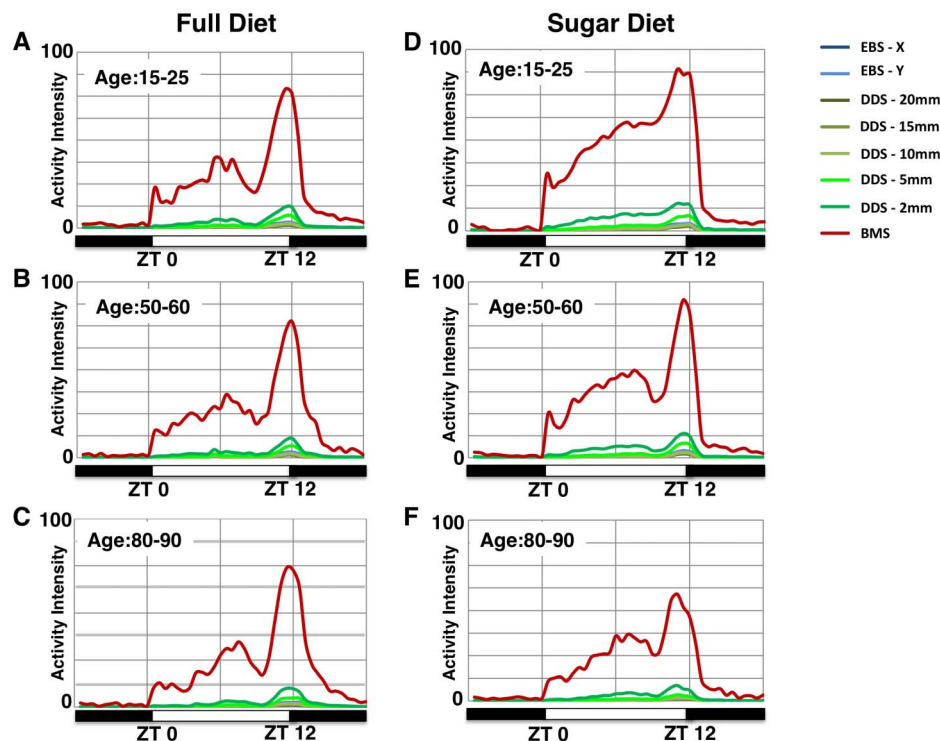 Full Diet
Sugar Diet
A
100
Activity Intensity
Age:15-25
0
ZT 0
ZT 12
D
100
Activity Intensity
Age:15-25
0
ZT 0
ZT 12
EBS - X
EBS - Y
DDS - 20mm
DDS - 15mm
DDS - 10mm
DDS - 5mm
DDS - 2mm
BMS
B
100
Activity Intensity
Age:50-60
0
ZT 0
ZT 12
E
100
Activity Intensity
Age:50-60
0
ZT 0
ZT 12
C
100
Activity Intensity
Age:80-90
0
ZT 0
ZT 12
F
100
Activity Intensity
Age:80-90
0
ZT 0
ZT 12